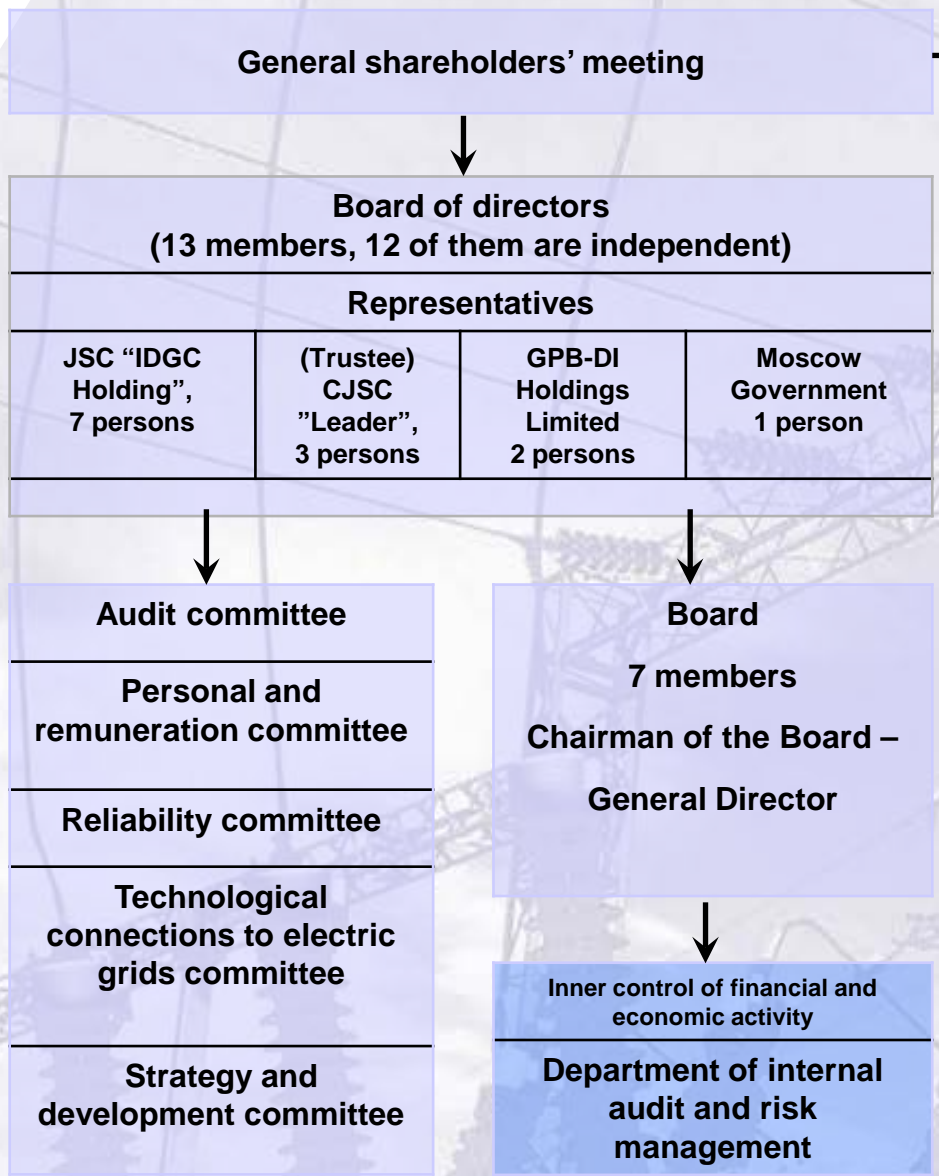 General shareholders’ meeting
Board of directors
(13 members, 12 of them are independent)
Representatives
JSC “IDGC
Holding”,
7 persons
(Trustee)
CJSC
”Leader”,
3 persons
GPB-DI
Holdings
Limited
2 persons
Moscow
Government
1 person
Audit committee
Personal and
remuneration committee
Reliability committee
Technological
connections to electric
grids committee
Strategy and
development committee
Board
7 members
Chairman of the Board –
General Director
Inner control of financial and
economic activity
Department of internal
audit and risk
management